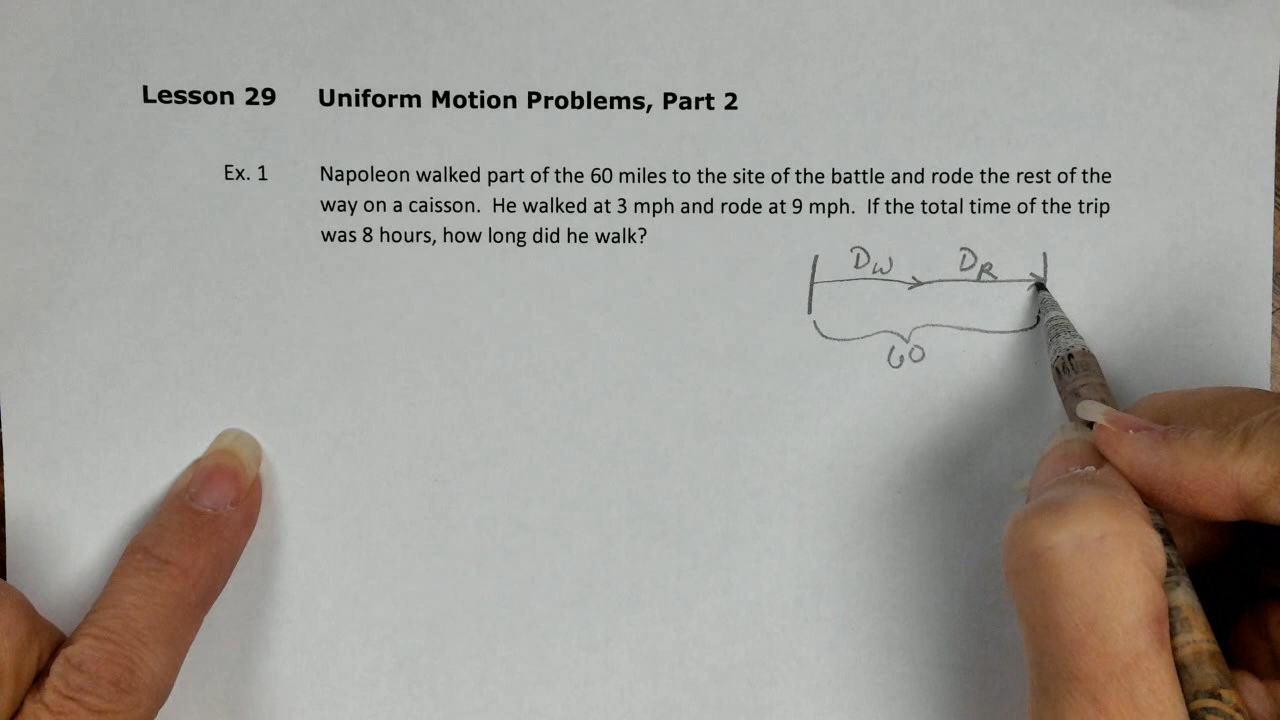 Lesson 29 Uniform Motion Problems, Part 2
Ex. 1 Napoleon walked part of the 60 miles to the site of the battle and rode the rest of the
way on a caisson. He walked at 3 mph and rode at 9 mph. If the total time of the trip
was 8 hours, how long did he walk?
DW DR
60